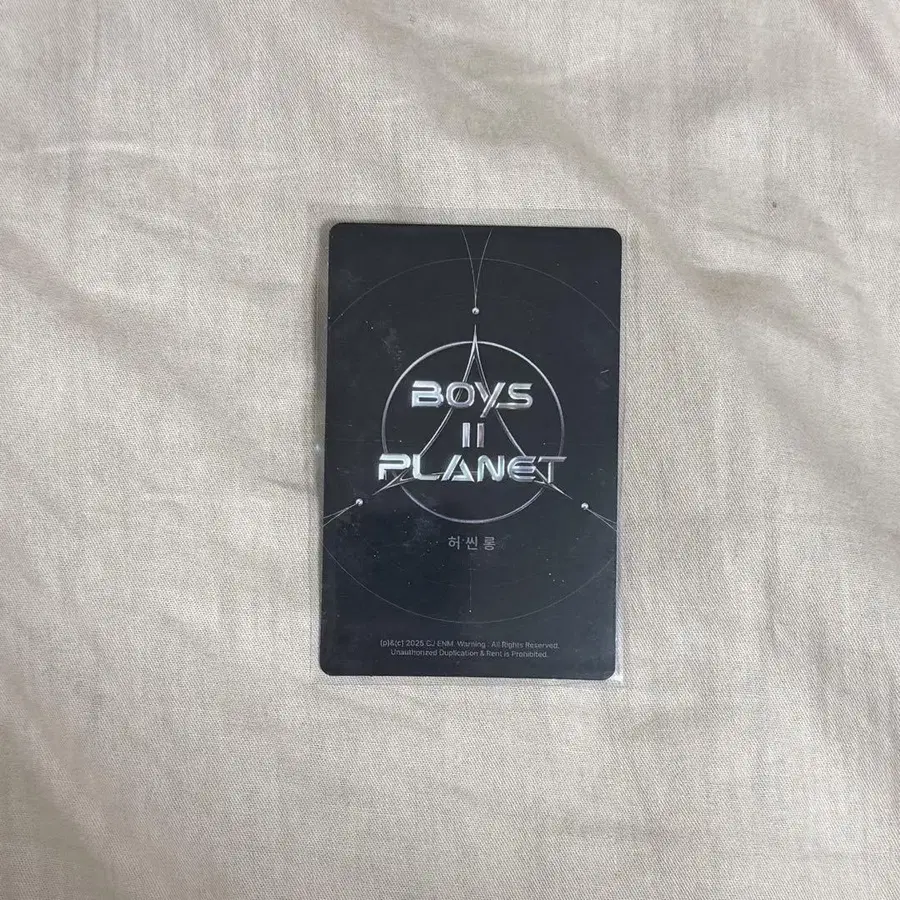 BOYS
II
PLANET
허씬롱
(p)&(c) 2025 CJ ENM. Warning : All Rights Reserved.
Unauthorized Duplication & Rent is Prohibited.